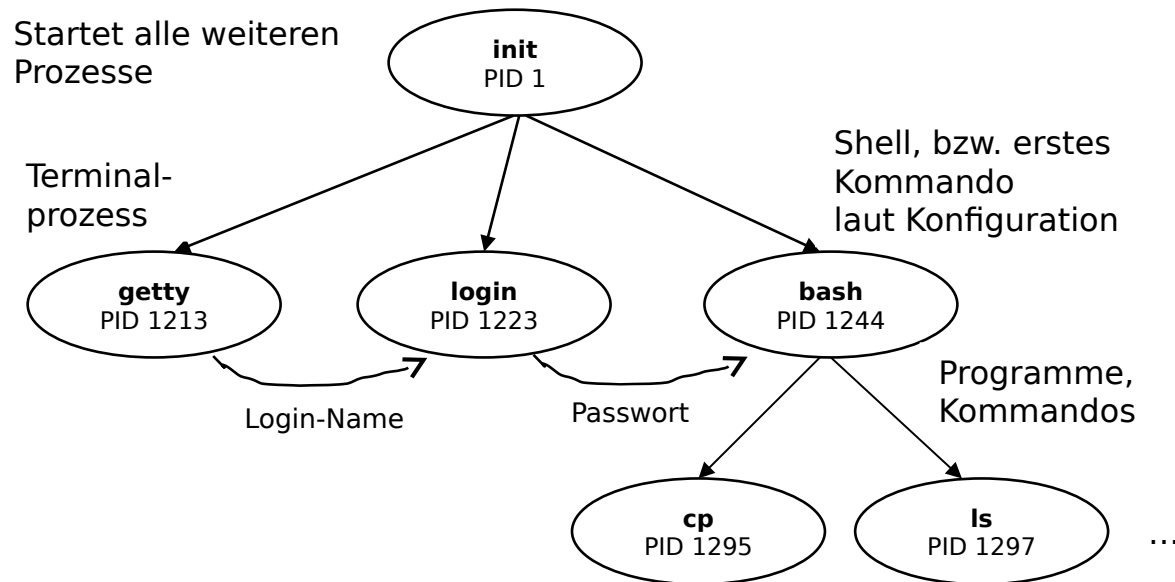 Startet alle weiteren
Prozesse
init
PID 1
Terminal-
prozess
Shell, bzw. erstes
Kommando
laut Konfiguration
getty
PID 1213
login
PID 1223
bash
PID 1244
Login-Name
Passwort
Programme,
Kommandos
cp
PID 1295
ls
PID 1297
...